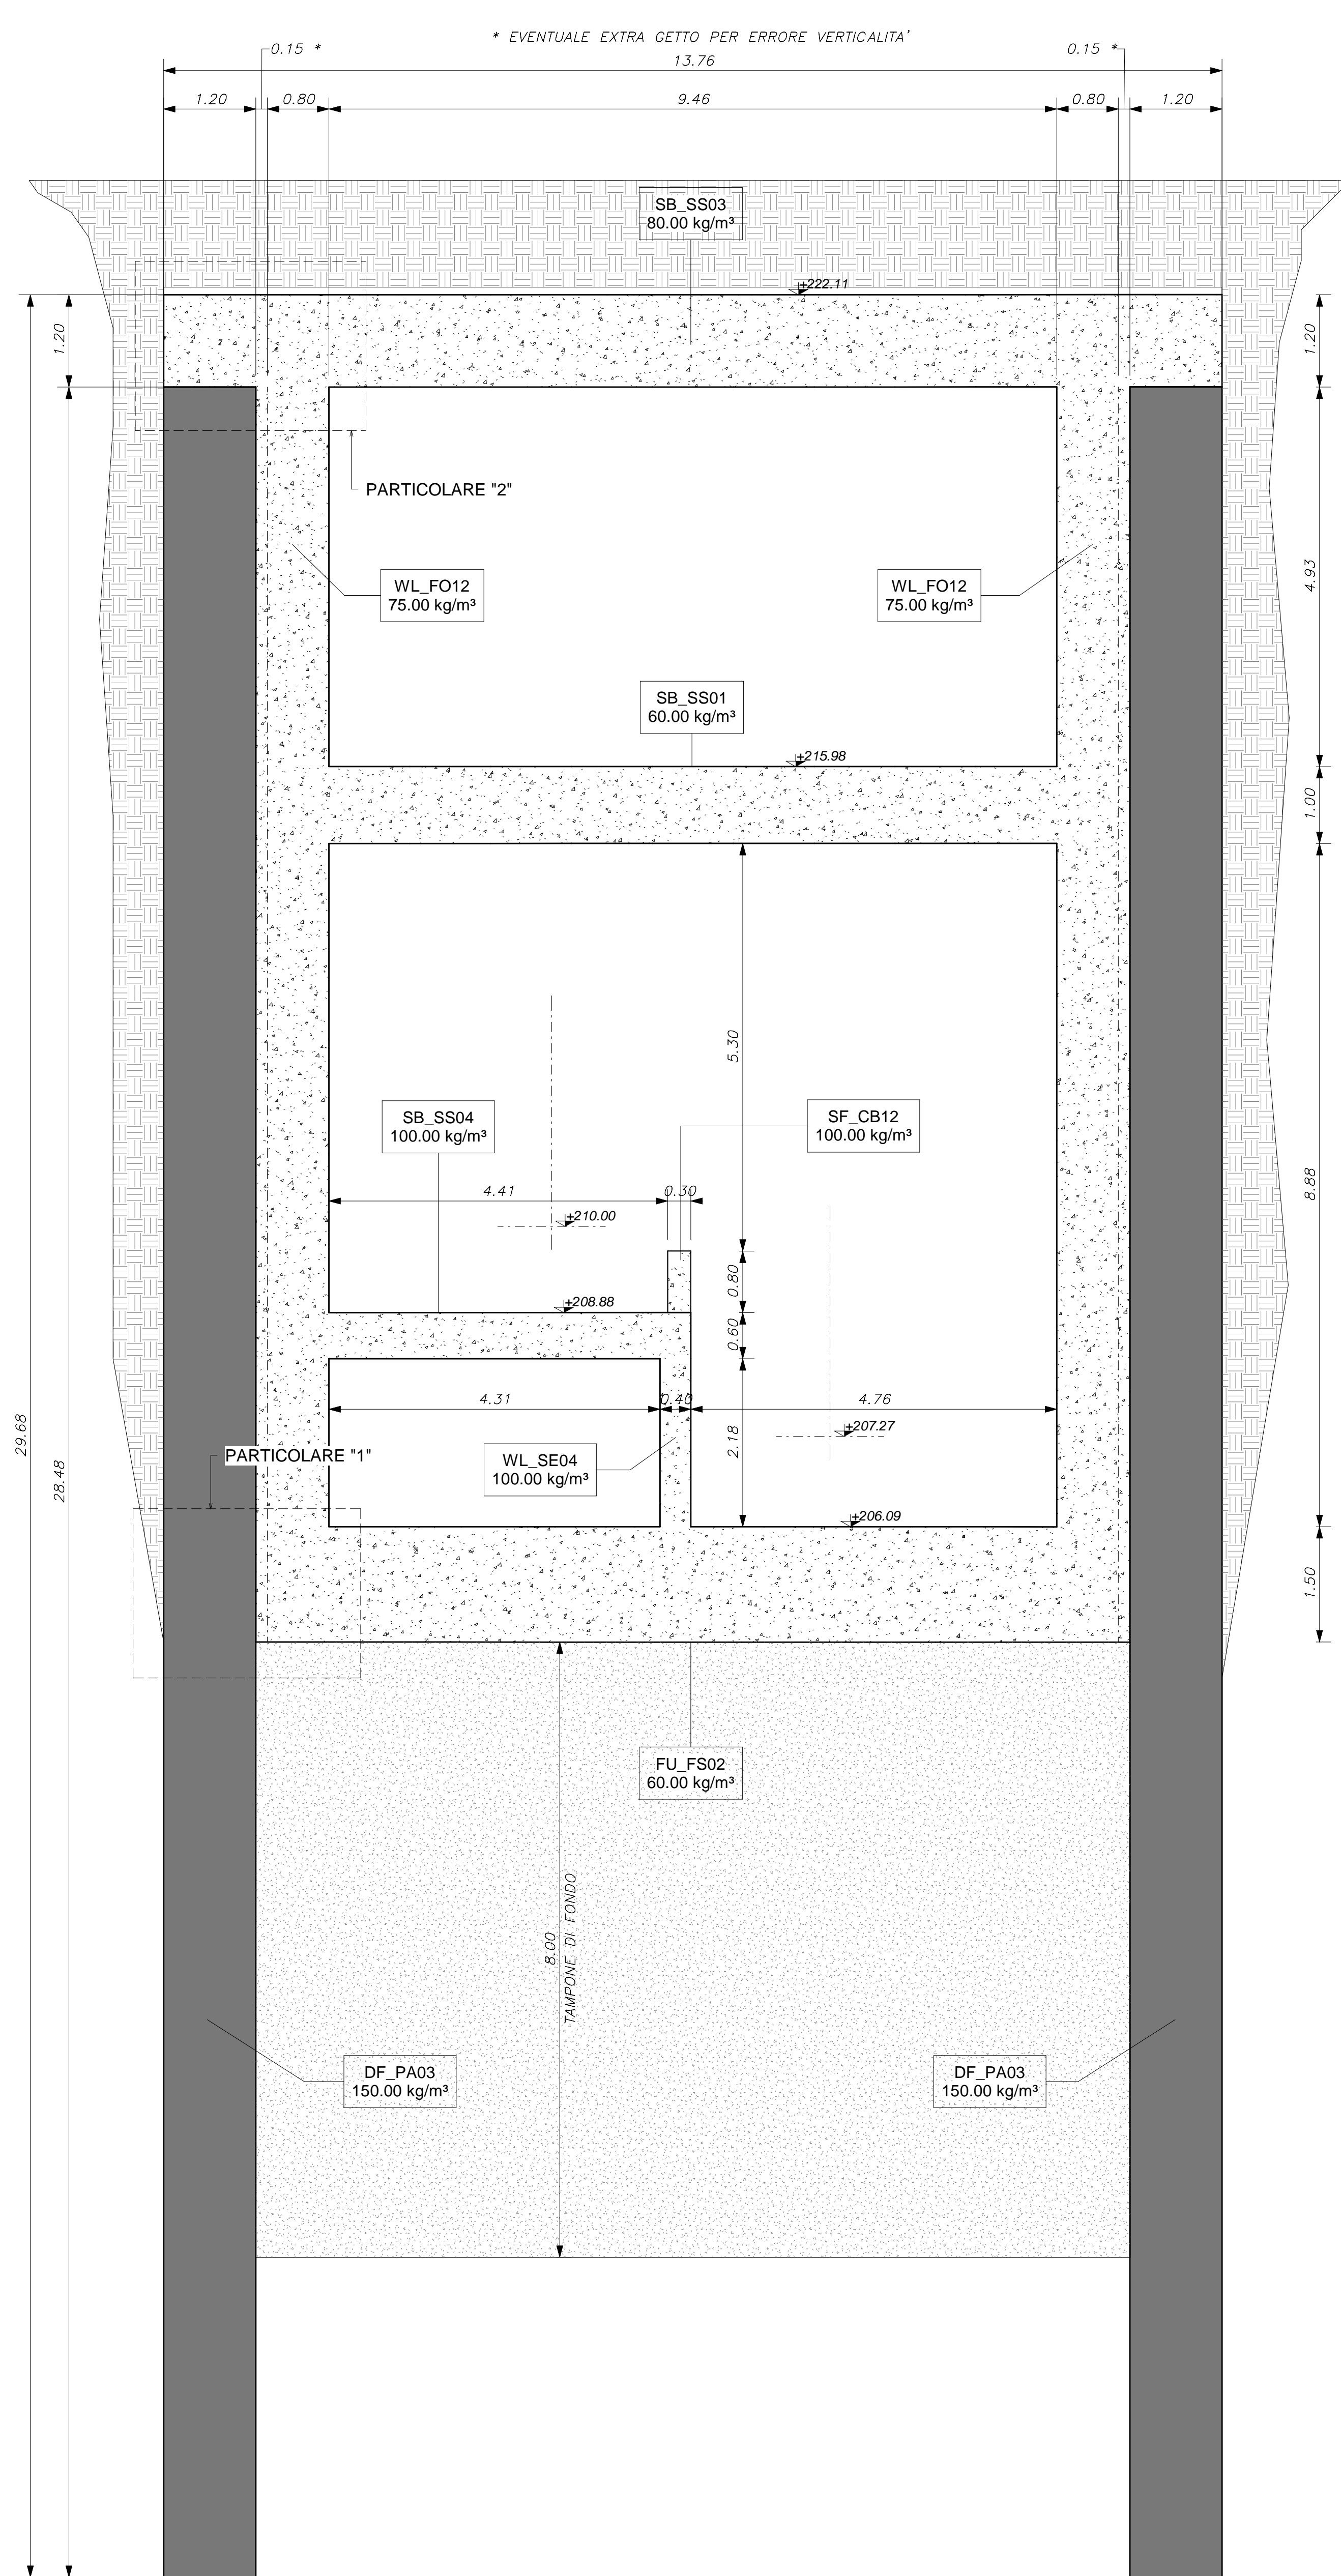 * EVENTUALE EXTRA GETTO PER ERRORE VERTICALITA'
0.15 *
0.15 *
13.76
1.20
0.80
9.46
0.80
1.20
SB_SS03
80.00 kg/m³
+222.11
1.20
1.20
PARTICOLARE "2"
WL_FO12
75.00 kg/m³
WL_FO12
75.00 kg/m³
4.93
SB_SS01
60.00 kg/m³
+215.98
1.00
5.30
SB_SS04
100.00 kg/m³
SF_CB12
100.00 kg/m³
8.88
4.41
0.30
+210.00
0.80
+208.88
0.60
4.31
0.40
4.76
+207.27
2.18
29.68
28.48
PARTICOLARE "1"
WL_SE04
100.00 kg/m³
+206.09
1.50
FU_FS02
60.00 kg/m³
8.00
TAMPONE DI FONDO
DF_PA03
150.00 kg/m³
DF_PA03
150.00 kg/m³